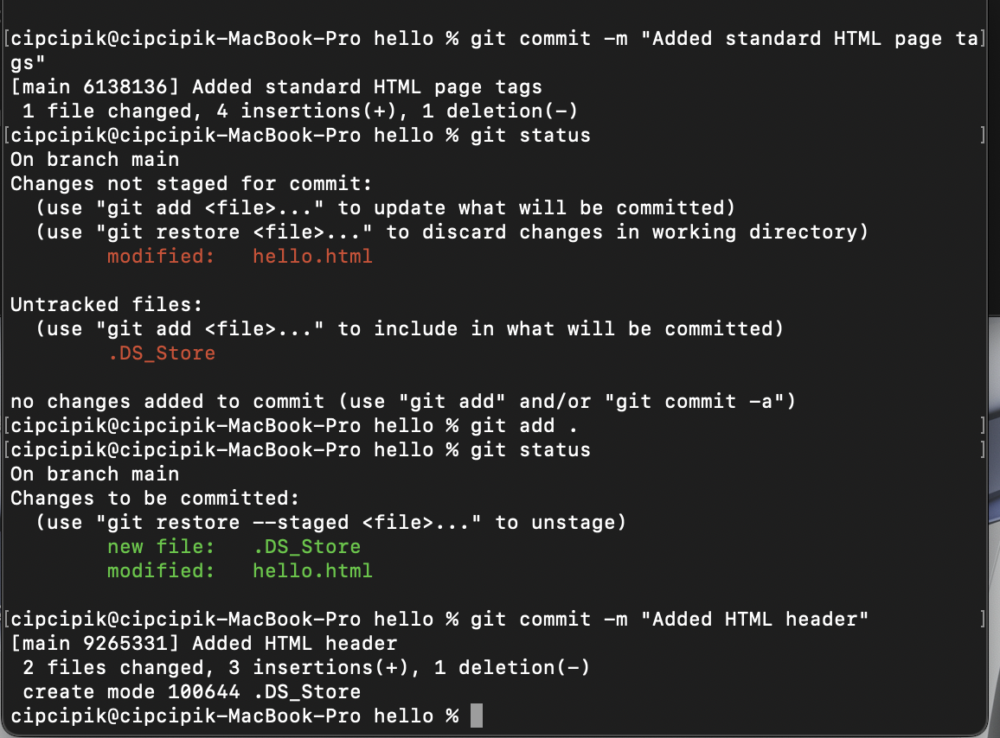 [cipcipik@cipcipik-MacBook-Pro hello % git commit -m "Added standard HTML page ta]
gs"
[main 6138136] Added standard HTML page tags
 1 file changed, 4 insertions(+), 1 deletion(-)
[cipcipik@cipcipik-MacBook-Pro hello % git status                               ]
On branch main
Changes not staged for commit:
  (use "git add <file>..." to update what will be committed)
  (use "git restore <file>..." to discard changes in working directory)
        modified:   hello.html

Untracked files:
  (use "git add <file>..." to include in what will be committed)
        .DS_Store

no changes added to commit (use "git add" and/or "git commit -a")
[cipcipik@cipcipik-MacBook-Pro hello % git add .                                ]
[cipcipik@cipcipik-MacBook-Pro hello % git status                               ]
On branch main
Changes to be committed:
  (use "git restore --staged <file>..." to unstage)
        new file:   .DS_Store
        modified:   hello.html

[cipcipik@cipcipik-MacBook-Pro hello % git commit -m "Added HTML header"        ]
[main 9265331] Added HTML header
 2 files changed, 3 insertions(+), 1 deletion(-)
 create mode 100644 .DS_Store
cipcipik@cipcipik-MacBook-Pro hello %